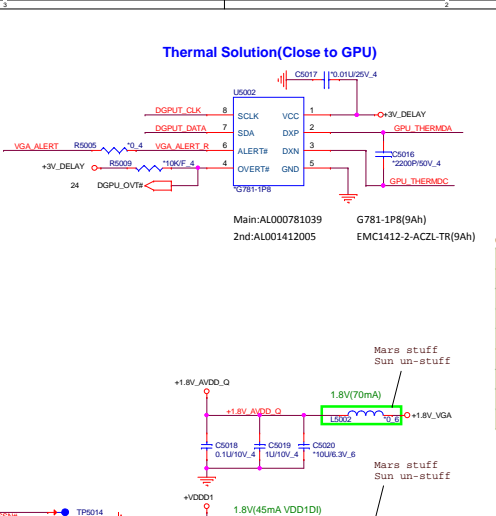 3
2
Thermal Solution(Close to GPU)
C5017
*0.01U/25V_4
U5002
DGPUT_CLK
8
SCLK
VCC
1
+3V_DELAY
DGPUT_DATA
7
SDA
DXP
2
GPU_THERMDA
VGA_ALERT
R5005
*0_4
VGA_ALERT_R
6
ALERT#
DXN
3
C5016
*2200P/50V_4
+3V_DELAY
R5009
*10K/F_4
4
OVERT#
GND
5
24
DGPU_OVT#
GPU_THERMDC
*G781-1P8
Main:AL000781039
G781-1P8(9Ah)
2nd:AL001412005
EMC1412-2-ACZL-TR(9Ah)
Mars stuff
Sun un-stuff
+1.8V_AVDD_Q
1.8V(70mA)
+1.8V_AVDD_Q
L5002
*0_6
+1.8V_VGA
C5018
0.1U/10V_4
C5019
1U/10V_4
C5020
*10U/6.3V_6
Mars stuff
Sun un-stuff
+VDDD1
1.8V(45mA VDD1DI)
TP5014